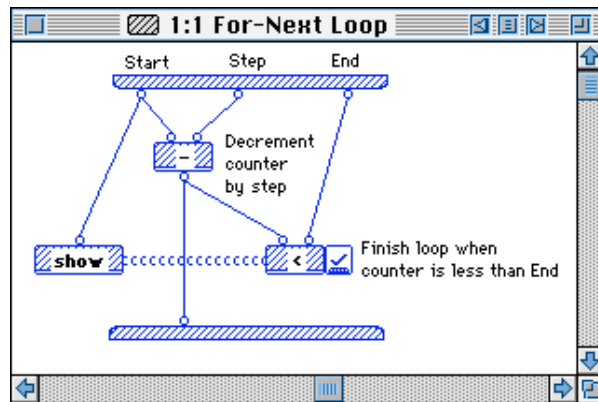 1:1 For-Next Loop
Start Step End
-
Decrement
counter
by step
show
<
Finish loop when
counter is less than End